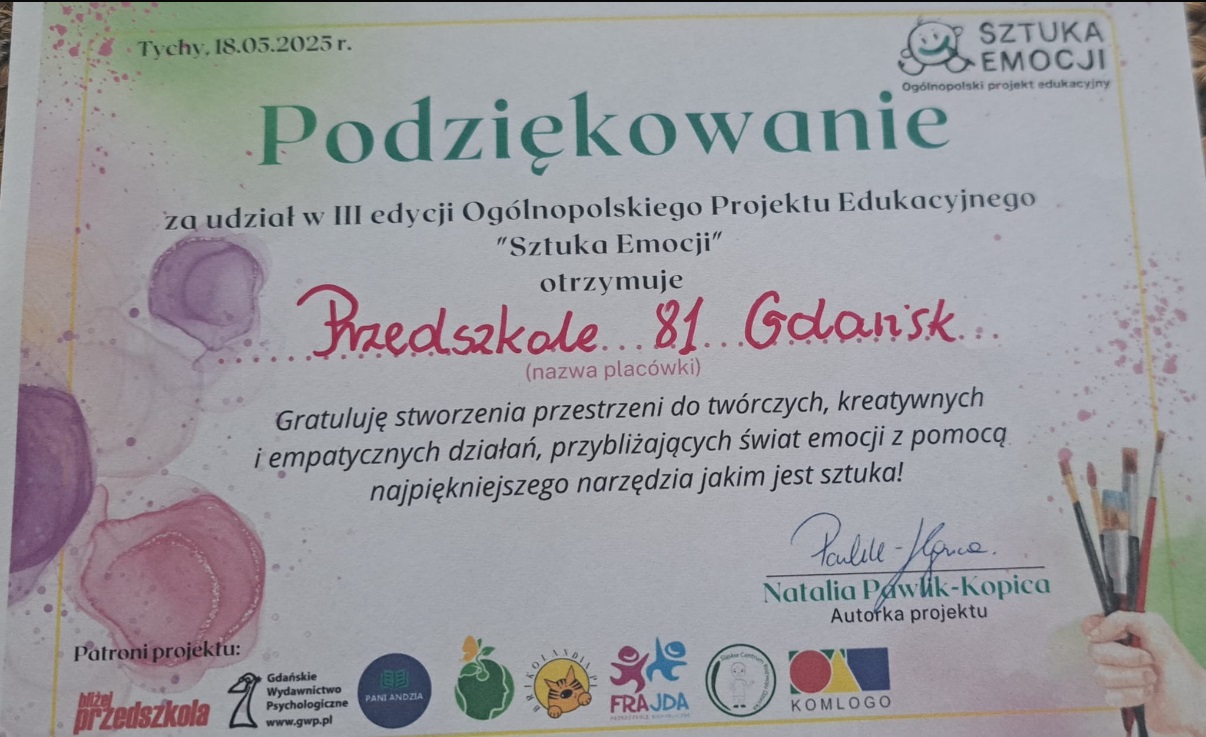 Tychy, 18.05.2025 r.
SZTUKA
EMOCJI
Ogólnopolski projekt edukacyjny
Podziękowanie
za udział w III edycji Ogólnopolskiego Projektu Edukacyjnego
"Sztuka Emocji"
otrzymuje
Przedszkole...81...Gdańsk...
(nazwa placówki)
Gratuluję stworzenia przestrzeni do twórczych, kreatywnych
i empatycznych działań, przybliżających świat emocji z pomocą
najpiękniejszego narzędzia jakim jest sztuka!
Natalia Pawlik-Kopica
Autorka projektu
Patroni projektu:
bliżej
przedszkola
Gdańskie
Wydawnictwo
Psychologiczne
www.gwp.pl
PANI ANDZIA
BRIKOLANDIA.PL
FRAJDA
KOMLOGO